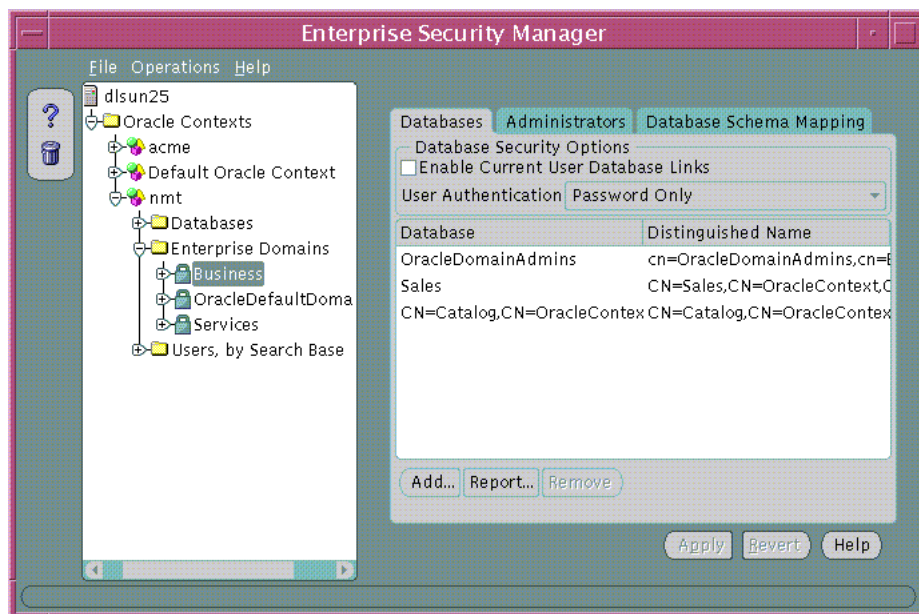 Enterprise Security Manager
File Operations Help
dlsun25
Oracle Contexts
acme
Default Oracle Context
nmt
Databases
Enterprise Domains
Business
OracleDefaultDoma
Services
Users, by Search Base
Databases Administrators Database Schema Mapping
Database Security Options
Enable Current User Database Links
User Authentication Password Only
Database Distinguished Name
OracleDomainAdmins cn=OracleDomainAdmins,cn=E
Sales CN=Sales,CN=OracleContext,C
CN=Catalog,CN=OracleContex CN=Catalog,CN=OracleContex
Add... Report... Remove
Apply Revert Help